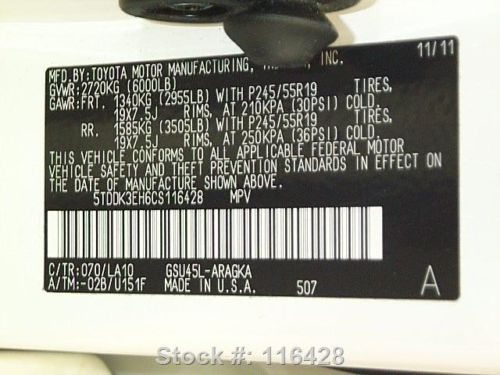 MFD.BY:TOYOTA MOTOR MANUFACTURING, INC. 11/11
GVWR:2720KG (6000LB)
GAWR:FRT. 1340KG (2955LB) WITH P245/55R19 TIRES,
19X7.5J RIMS, AT 210KPA (30PSI) COLD.
RR. 1585KG (3505LB) WITH P245/55R19 TIRES,
19X7.5J RIMS, AT 250KPA (36PSI) COLD.
THIS VEHICLE CONFORMS TO ALL APPLICABLE FEDERAL MOTOR
VEHICLE SAFETY AND THEFT PREVENTION STANDARDS IN EFFECT ON
THE DATE OF MANUFACTURE SHOWN ABOVE.
5TDDK3EH6CS116428 MPV
C/TR:070/LA10 GSU45L-ARAGKA
A/TM:-02B/U151F MADE IN U.S.A. 507 A
Stock #: 116428